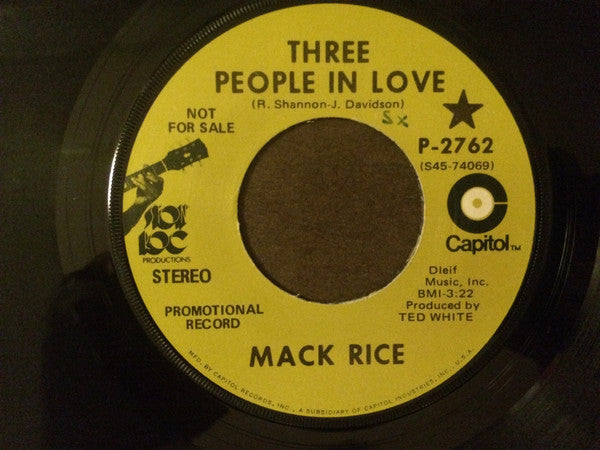 THREE
PEOPLE IN LOVE
(R. Shannon-J. Davidson)
Sx
NOT
FOR SALE
P-2762
(S45-74069)
PRODUCTIONS
STEREO
Capitol™
Dleif
Music, Inc.
BMI-3:22
Produced by
TED WHITE
PROMOTIONAL
RECORD
MACK RICE
MFD. BY CAPITOL RECORDS, INC., A SUBSIDIARY OF CAPITOL INDUSTRIES, INC., U.S.A.